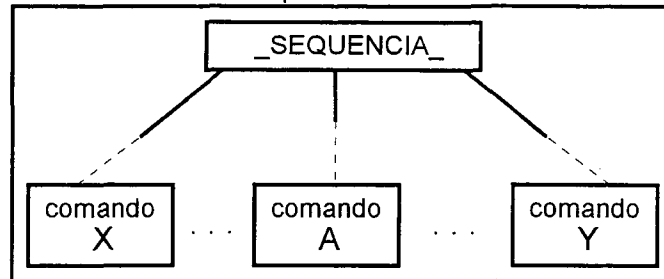 _SEQUENCIA_
comando
X
. . . .
comando
A
. . . .
comando
Y